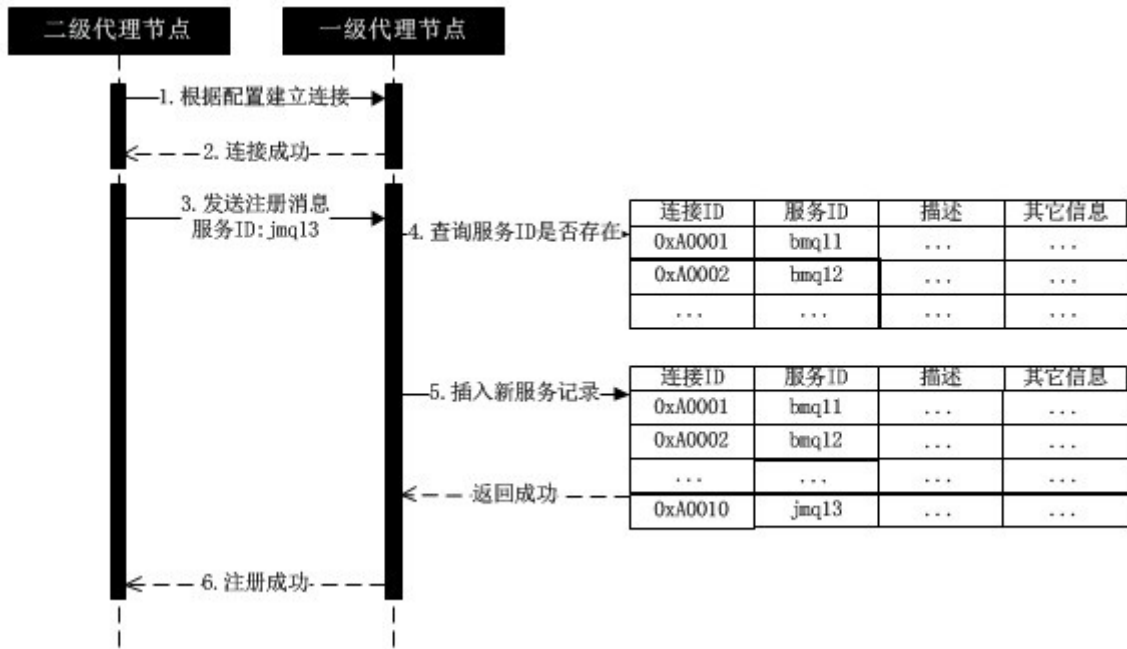 二级代理节点
一级代理节点
1.根据配置建立连接
2.连接成功
3.发送注册消息
服务ID:jmq13
4.查询服务ID是否存在
连接ID 服务ID 描述 其它信息
0xA0001 bmq11 ... ...
0xA0002 bmq12 ... ...
... ... ... ...
5.插入新服务记录
连接ID 服务ID 描述 其它信息
0xA0001 bmq11 ... ...
0xA0002 bmq12 ... ...
... ... ... ...
0xA0010 jmq13 ... ...
返回成功
6.注册成功